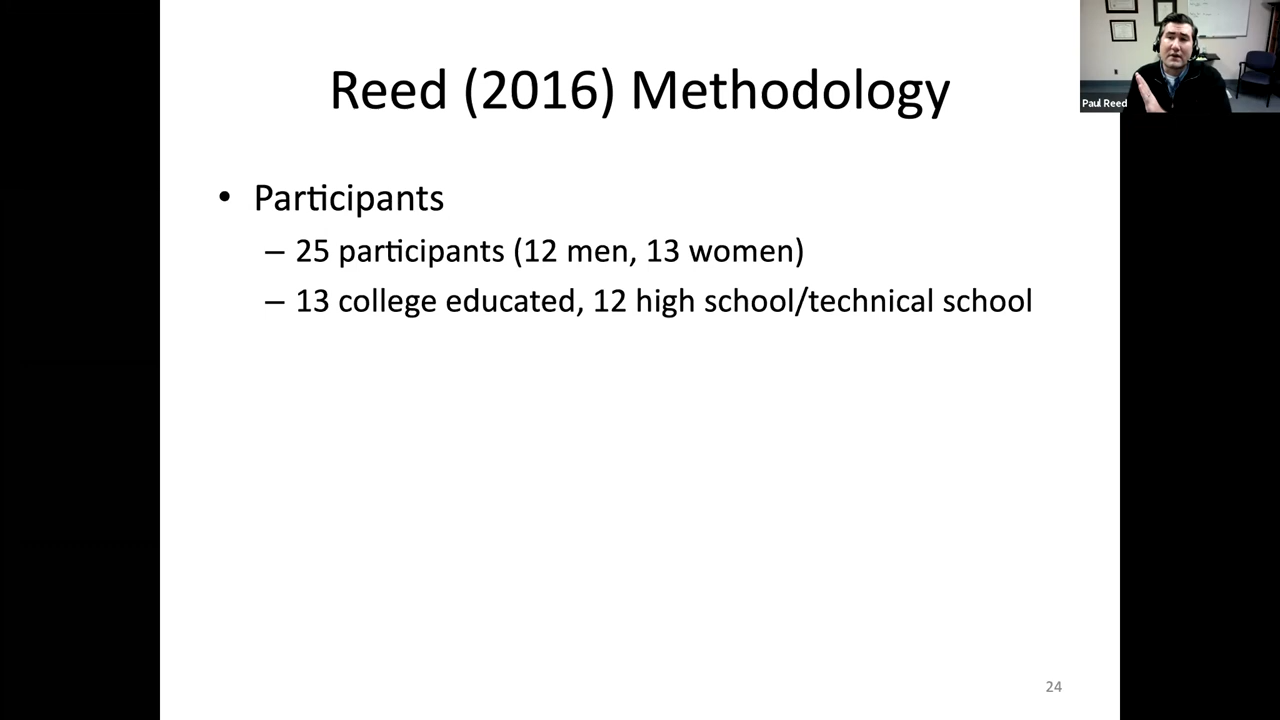 Reed (2016) Methodology
Paul Reed
• Participants
– 25 participants (12 men, 13 women)
– 13 college educated, 12 high school/technical school
24